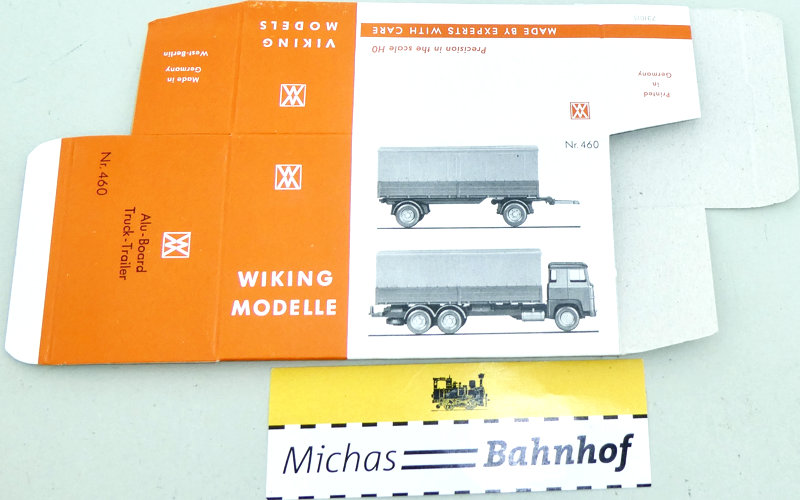 VIKING
MODELS
Made in
Germany
West-Berlin
MADE BY EXPERTS WITH CARE
Precision in the scale H0
Printed
in
Germany
Nr. 460
Nr. 460
Alu-Board
Truck-Trailer
WIKING
MODELLE
Michas Bahnhof